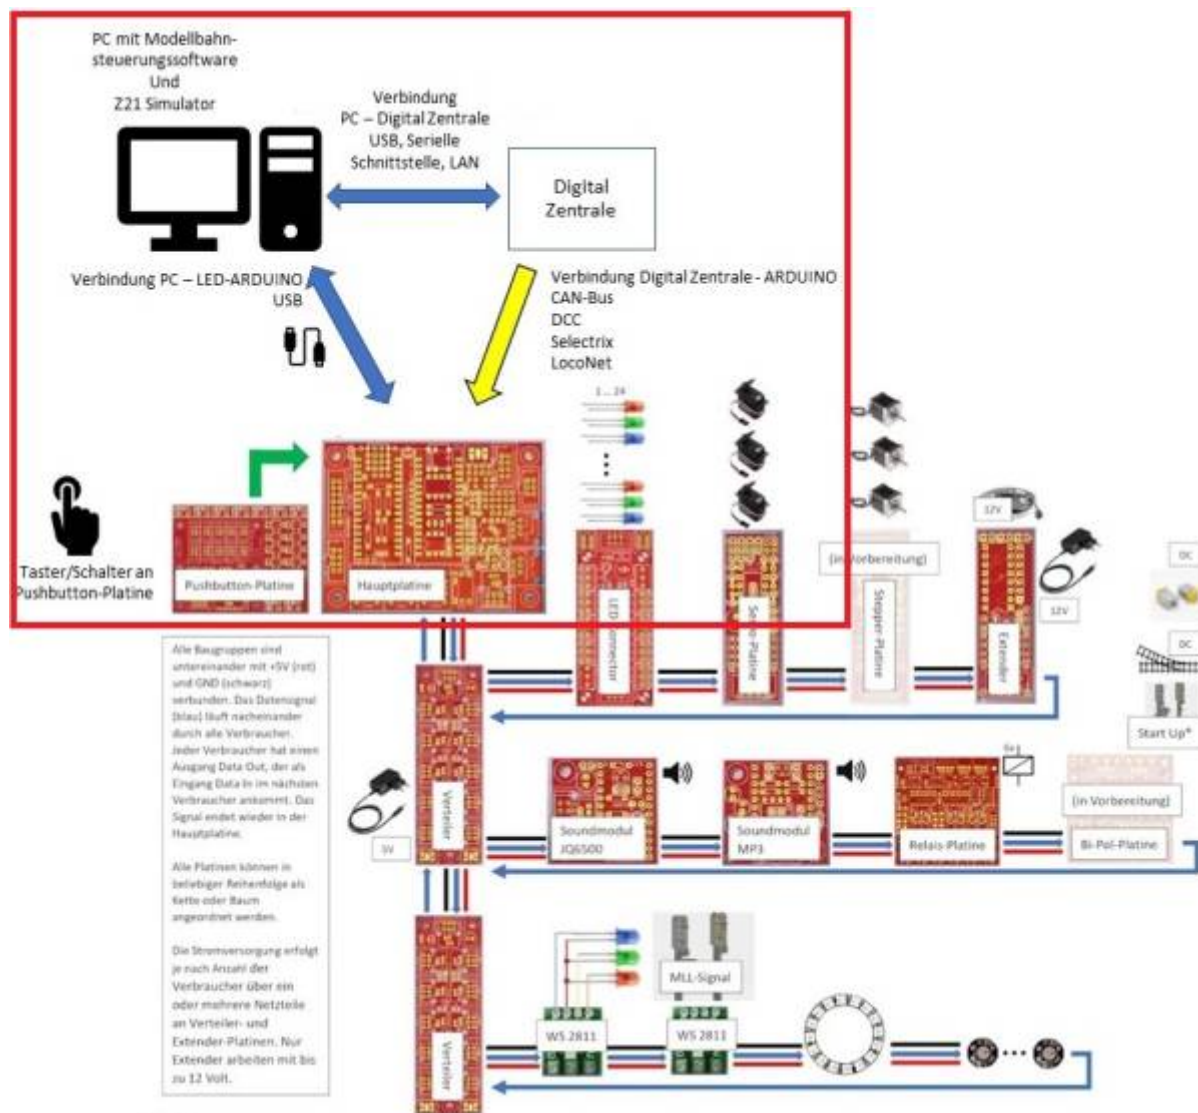 PC mit Modellbahn-
steuerungssoftware
Und
Z21 Simulator
Verbindung
PC – Digital Zentrale
USB, Serielle
Schnittstelle, LAN
Digital
Zentrale
Verbindung PC – LED-ARDUINO
USB
Verbindung Digital Zentrale - ARDUINO
CAN-Bus
DCC
Selectrix
LocoNet
1 ... 24
Taster/Schalter an
Pushbutton-Platine
Pushbutton-Platine
Hauptplatine
LED-Connector
Servo-Platine
(in Vorbereitung)
Stepper-Platine
12V
Extender
12V
DC
DC
Start Up*
Alle Baugruppen sind
untereinander mit +5V (rot)
und GND (schwarz)
verbunden. Das Datensignal
(blau) läuft nacheinander
durch alle Verbraucher.
Jeder Verbraucher hat einen
Ausgang Data Out, der als
Eingang Data In im nächsten
Verbraucher ankommt. Das
Signal endet wieder in der
Hauptplatine.
Alle Platinen können in
beliebiger Reihenfolge als
Kette oder Baum
angeordnet werden.
Die Stromversorgung erfolgt
je nach Anzahl der
Verbraucher über ein
oder mehrere Netzteile
an Verteiler- und
Extender-Platinen. Nur
Extender arbeiten mit bis
zu 12 Volt.
Verteiler
5V
Soundmodul
JQ6500
Soundmodul
MP3
Relais-Platine
(in Vorbereitung)
Bi-Pol-Platine
Verteiler
WS 2811
MLL-Signal
WS 2811